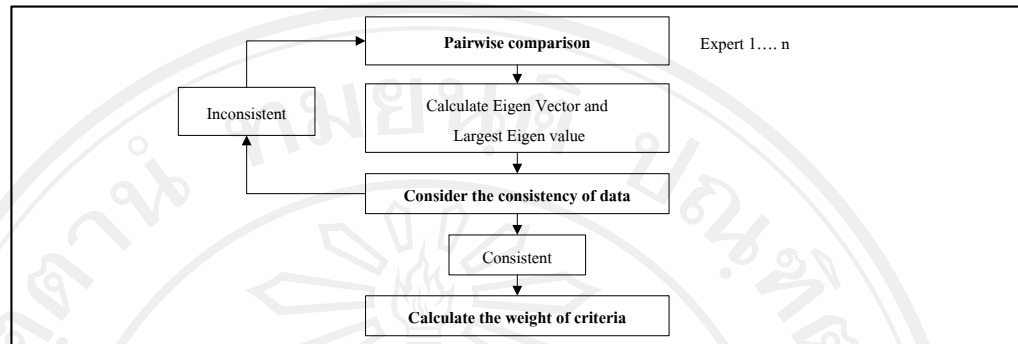 Pairwise comparison
Expert 1…. n
Calculate Eigen Vector and
Largest Eigen value
Inconsistent
Consider the consistency of data
Consistent
Calculate the weight of criteria